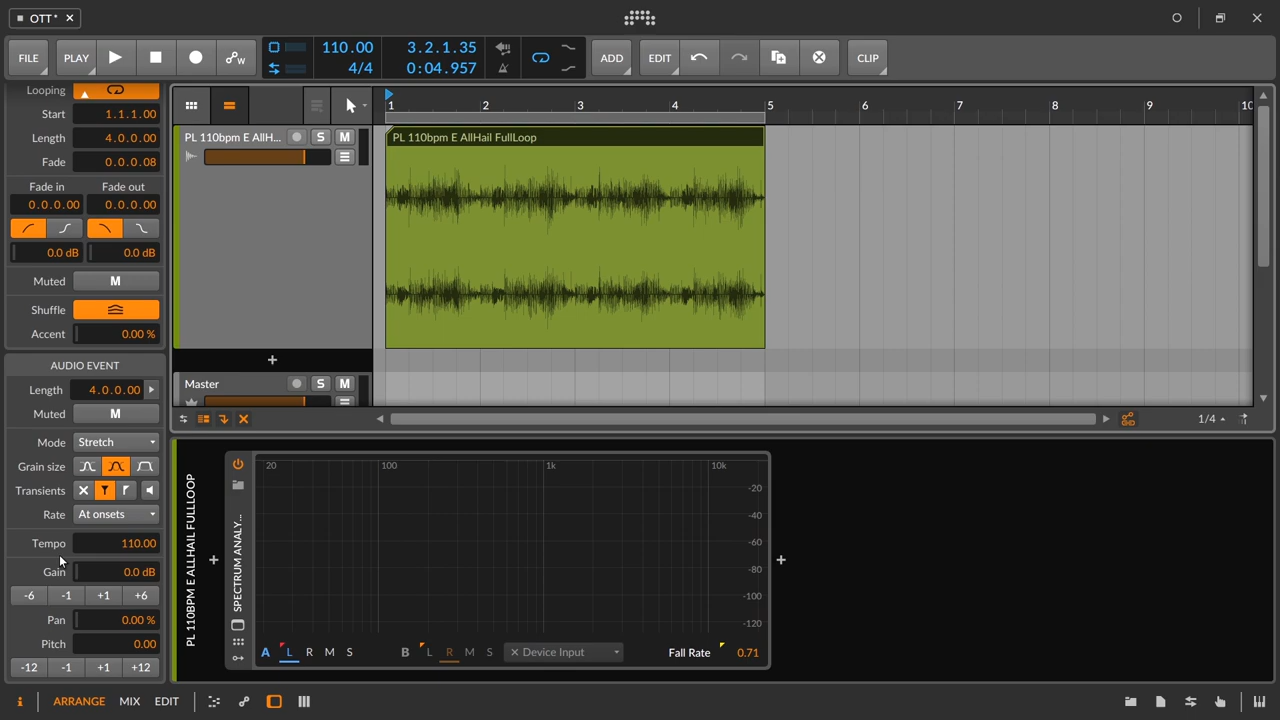 OTT*
FILE
PLAY
110.00
4/4
3.2.1.35
0:04.957
ADD
EDIT
CLIP
Looping
Start 1.1.1.00
Length 4.0.0.00
Fade 0.0.0.08
Fade in Fade out
0.0.0.00 0.0.0.00
0.0 dB 0.0 dB
Muted M
Shuffle
Accent 0.00 %
AUDIO EVENT
Length 4.0.0.00
Muted M
Mode Stretch
Grain size
Transients
Rate At onsets
Tempo 110.00
Gain 0.0 dB
-6 -1 +1 +6
Pan 0.00 %
Pitch 0.00
-12 -1 +1 +12
1 2 3 4 5 6 7 8 9 10
PL 110bpm E AllH... S M
PL 110bpm E AllHail FullLoop
+
Master S M
1/4
PL 110BPM E ALLHAIL FULLLOOP
+
SPECTRUM ANALY...
20 100 1k 10k
-20
-40
-60
-80
-100
-120
A L R M S B L R M S × Device Input Fall Rate 0.71
+
i ARRANGE MIX EDIT